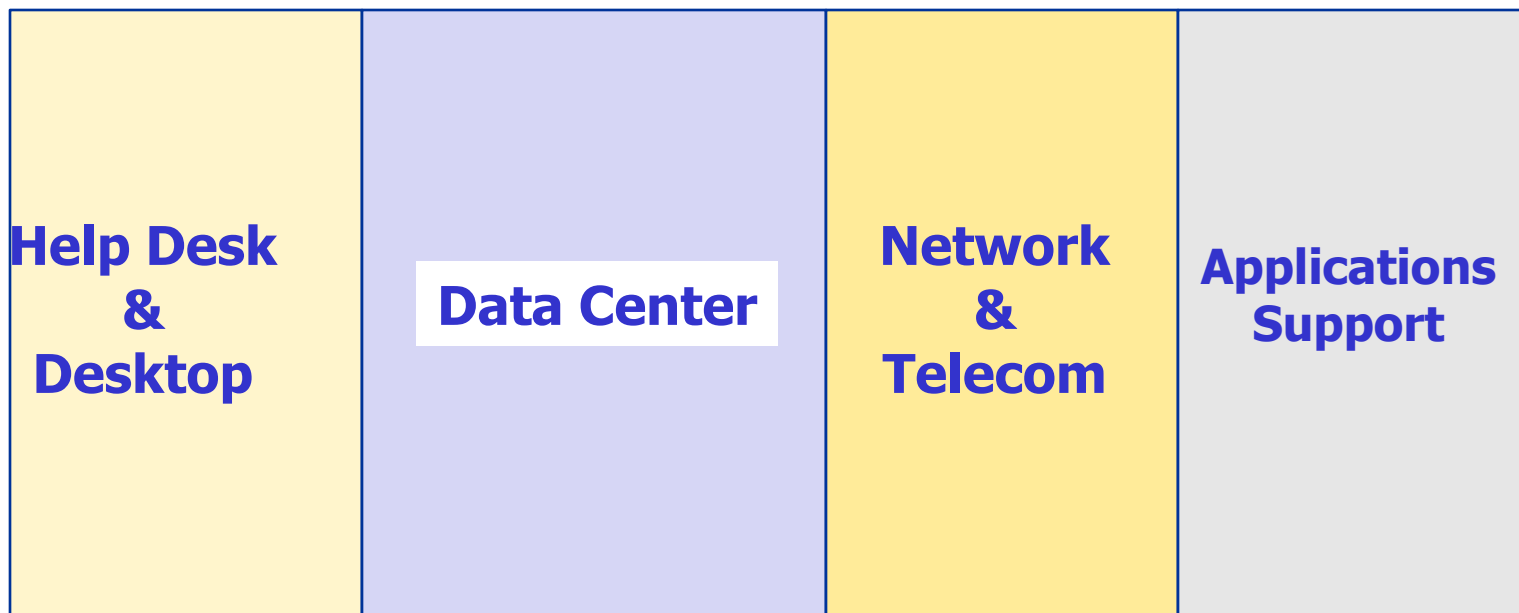 Help Desk
&
Desktop
Data Center
Network
&
Telecom
Applications
Support